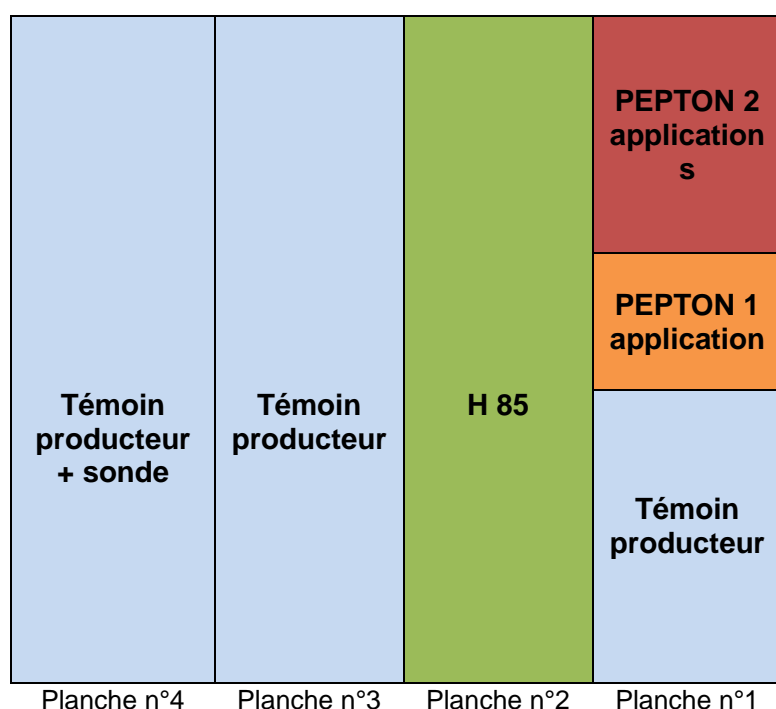 PEPTON 2
application
s
PEPTON 1
application
Témoin
producteur
+ sonde
Témoin
producteur
H 85
Témoin
producteur
Planche n°4
Planche n°3
Planche n°2
Planche n°1